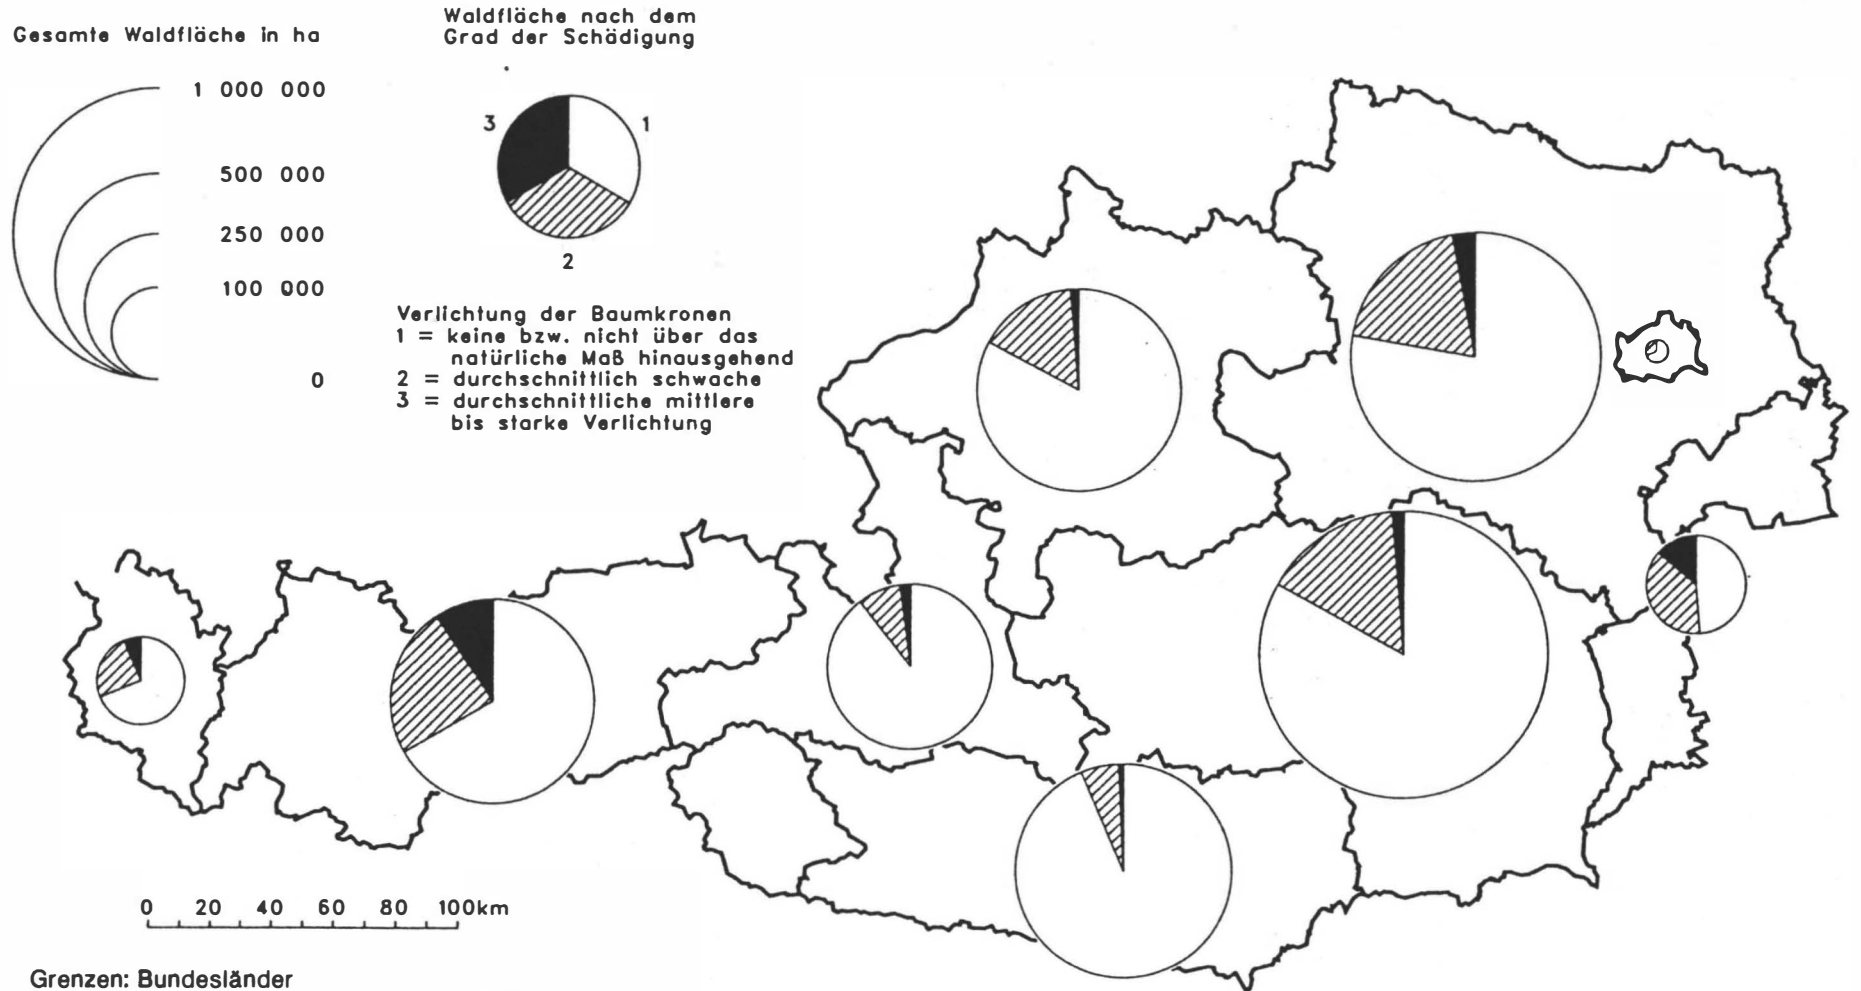 Gesamte Waldfläche in ha
1 000 000
500 000
250 000
100 000
0
Waldfläche nach dem
Grad der Schädigung
3
1
2
Verlichtung der Baumkronen
1 = keine bzw. nicht über das
natürliche Maß hinausgehend
2 = durchschnittlich schwache
3 = durchschnittliche mittlere
bis starke Verlichtung
0 20 40 60 80 100km
Grenzen: Bundesländer